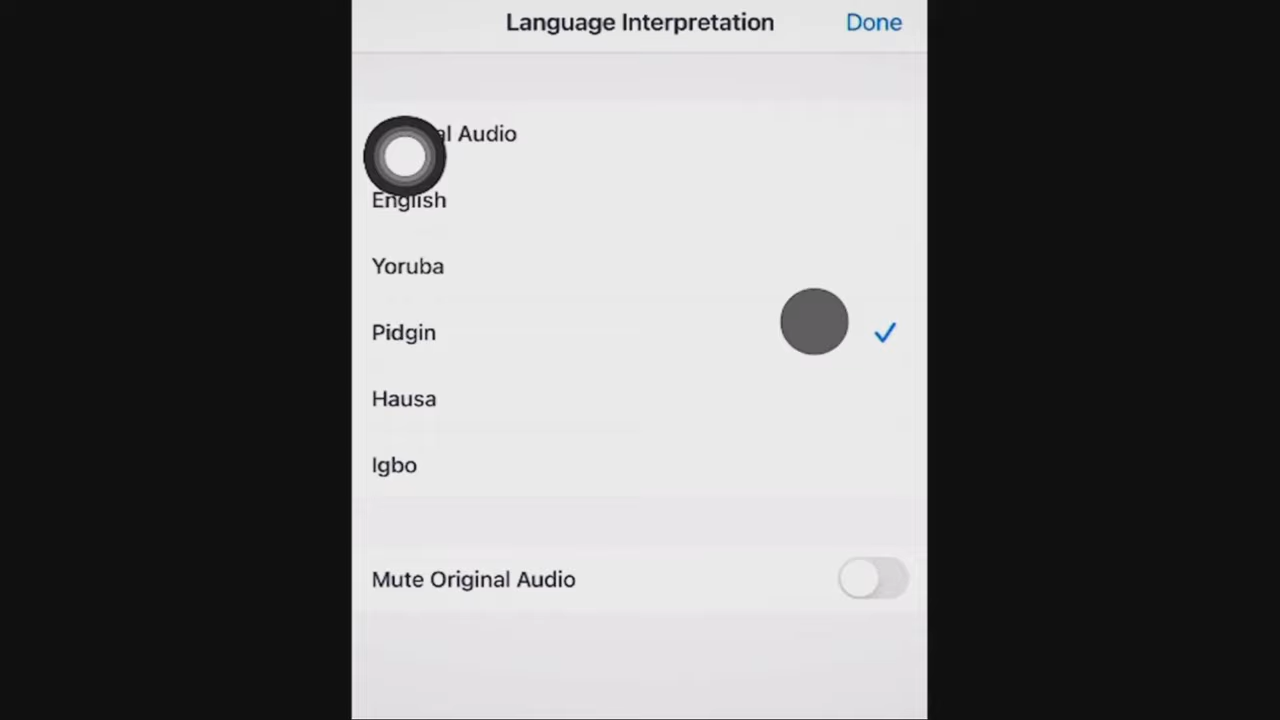 Language Interpretation
Done
al Audio
English
Yoruba
Pidgin
Hausa
Igbo
Mute Original Audio